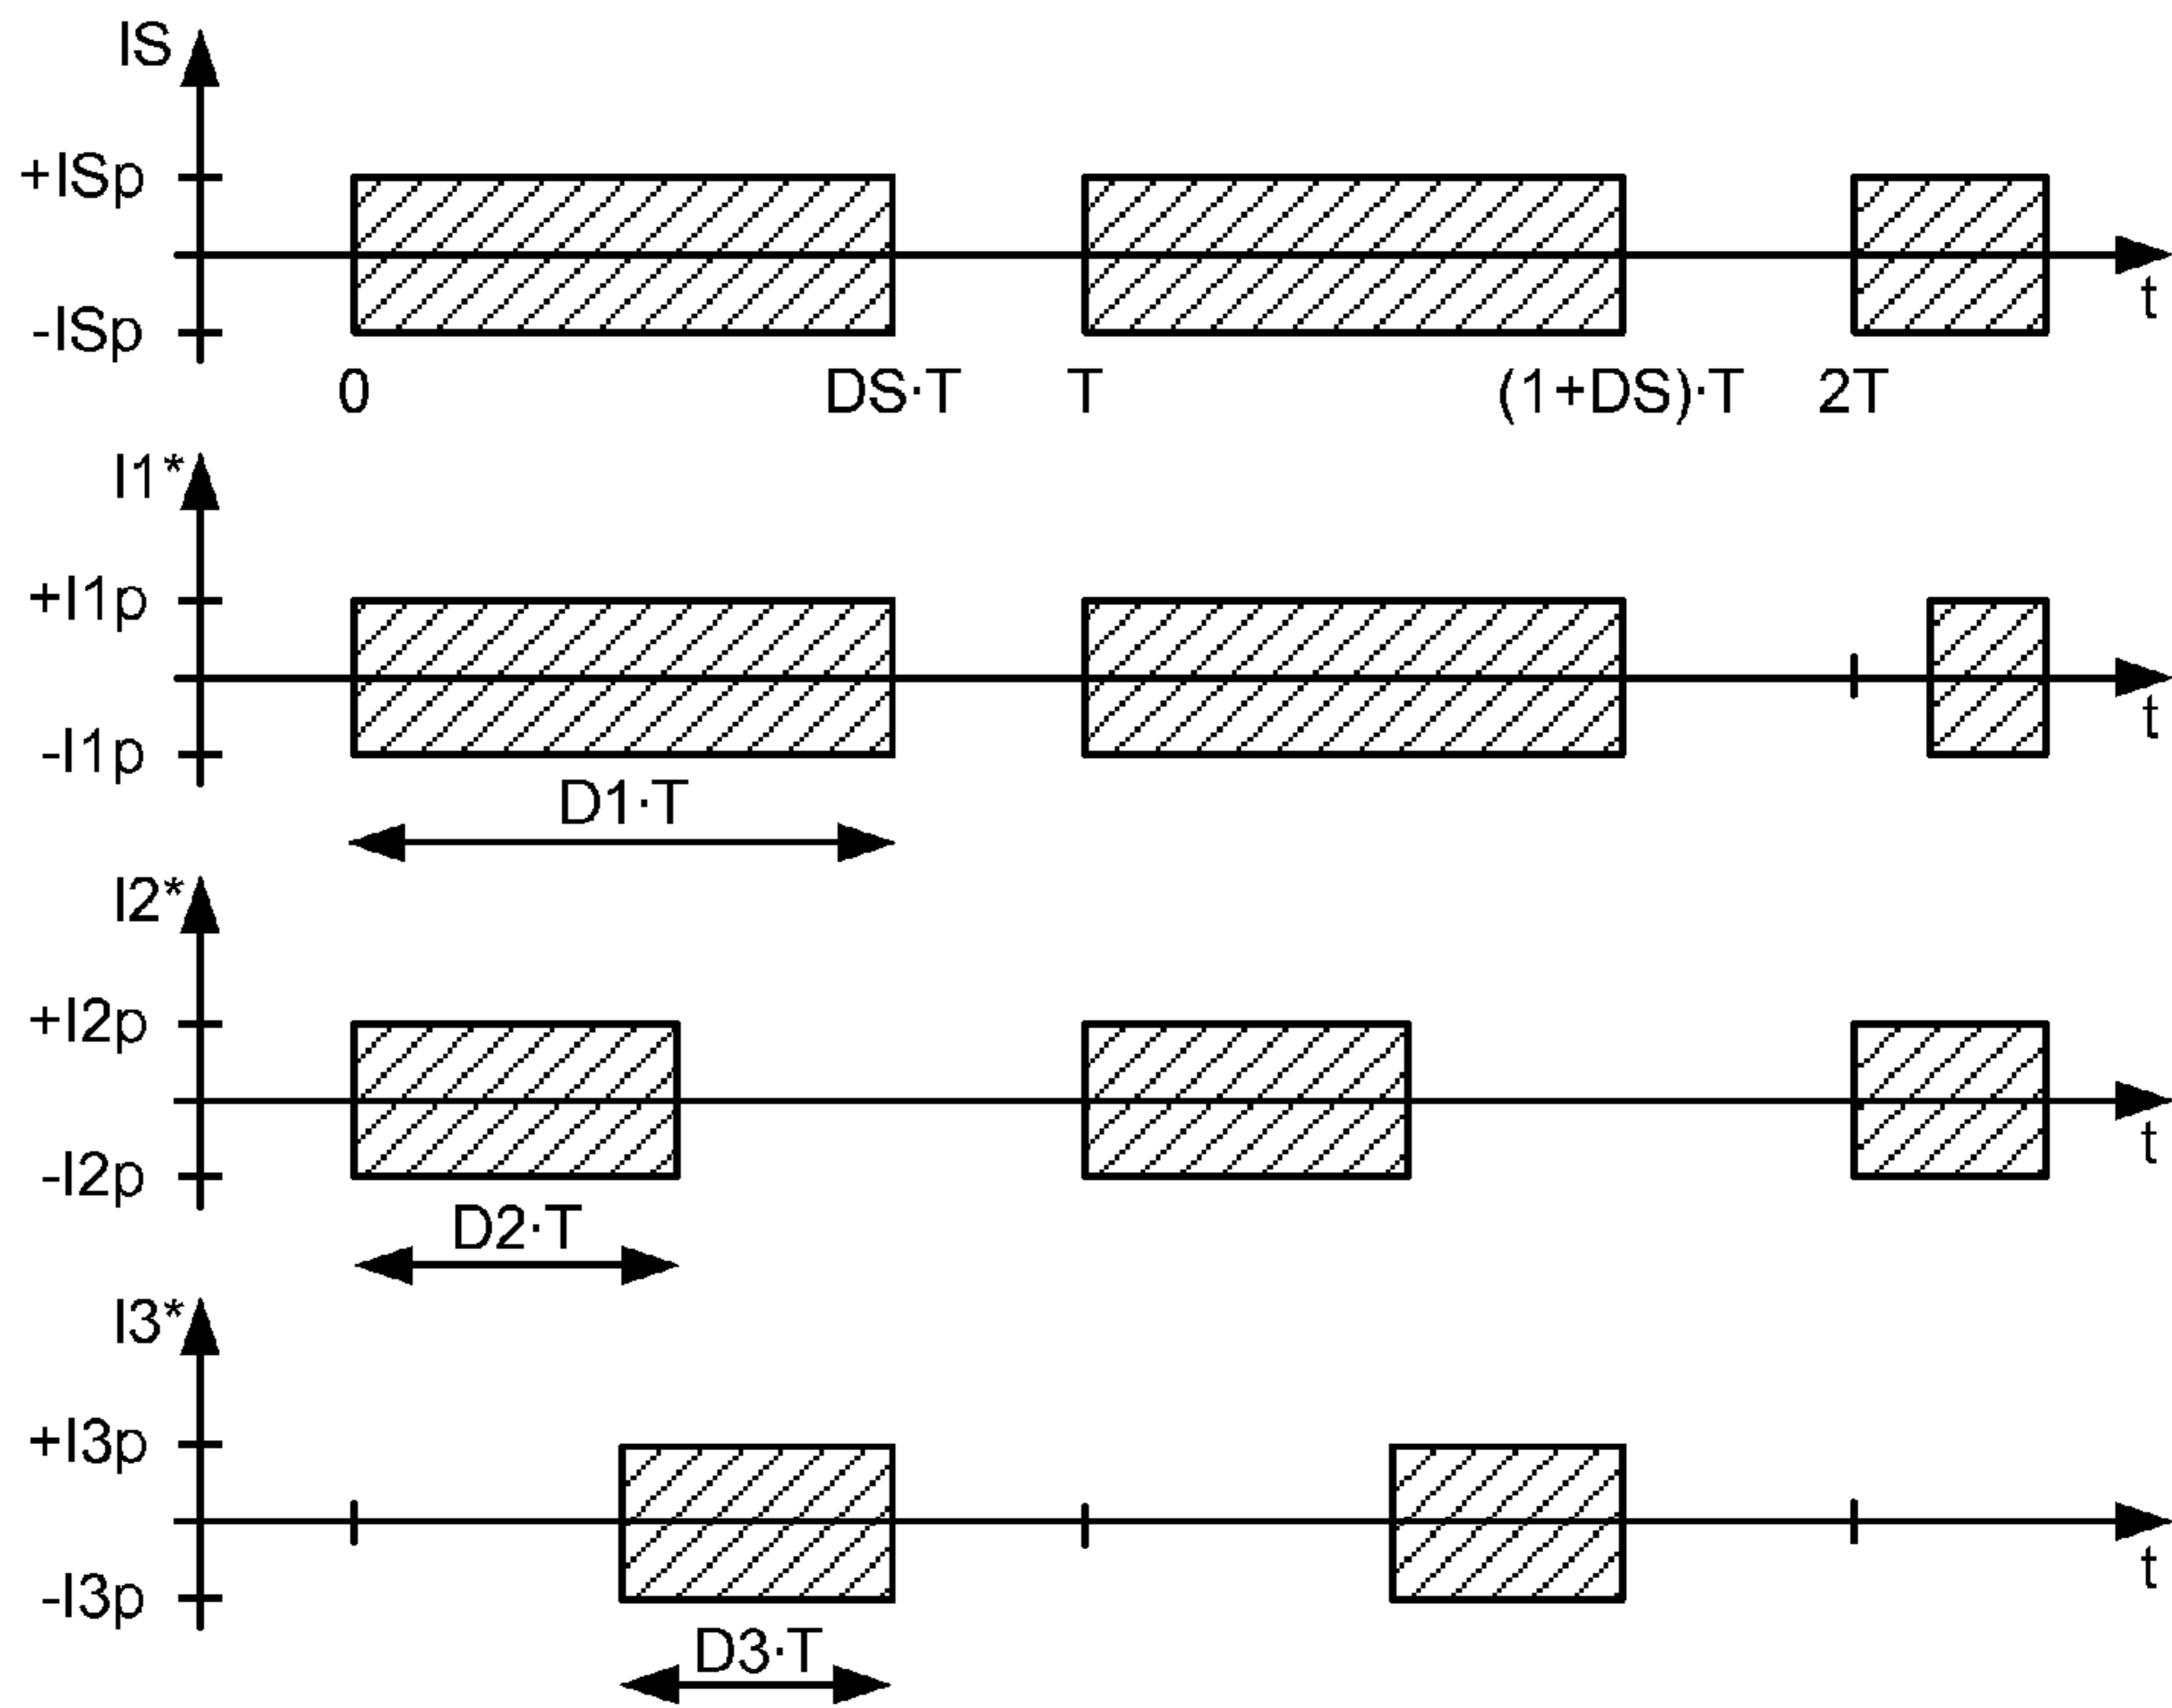 IS
+ISp
-ISp
t
0 DS·T T (1+DS)·T 2T
I1*
+I1p
-I1p
t
D1·T
I2*
+I2p
-I2p
t
D2·T
I3*
+I3p
-I3p
t
D3·T